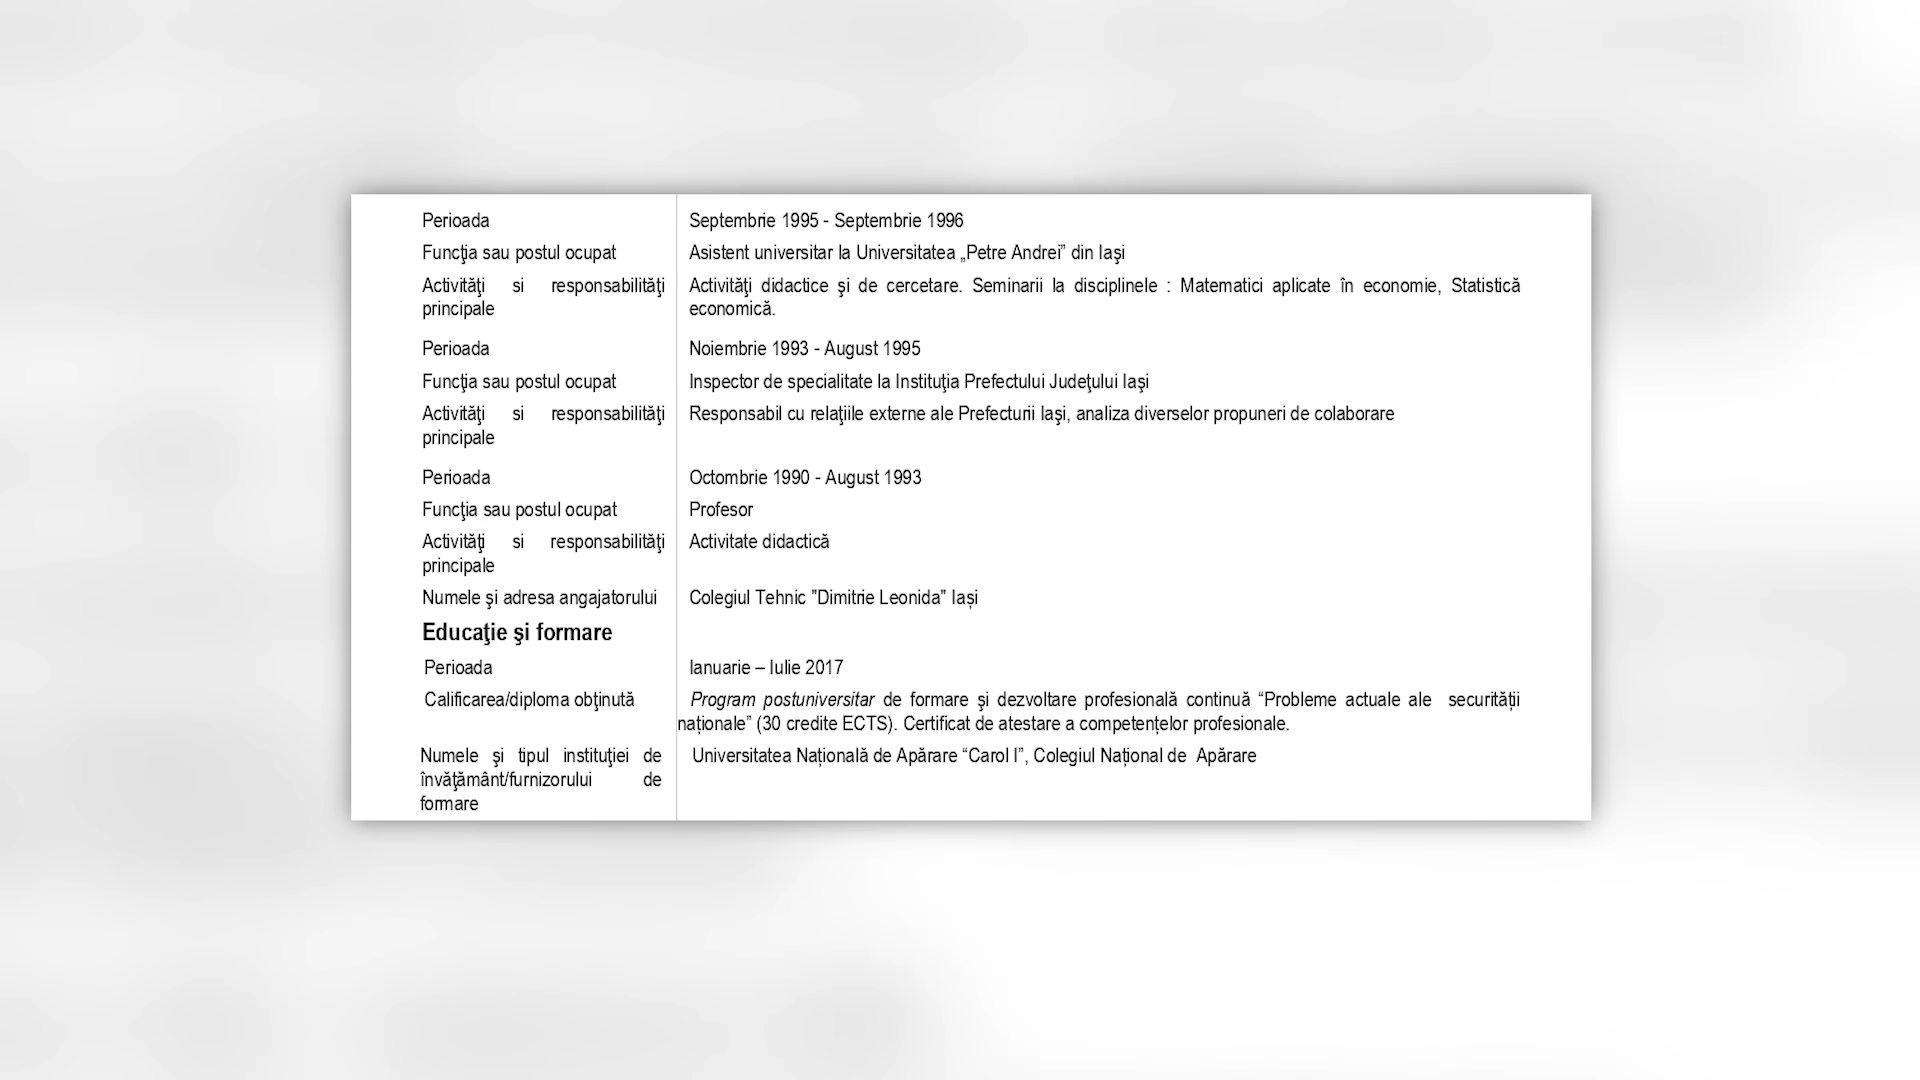 Perioada Septembrie 1995 - Septembrie 1996
Funcţia sau postul ocupat Asistent universitar la Universitatea „Petre Andrei” din Iaşi
Activităţi si responsabilităţi Activităţi didactice şi de cercetare. Seminarii la disciplinele : Matematici aplicate în economie, Statistică
principale economică.
Perioada Noiembrie 1993 - August 1995
Funcţia sau postul ocupat Inspector de specialitate la Instituţia Prefectului Judeţului Iaşi
Activităţi si responsabilităţi Responsabil cu relaţiile externe ale Prefecturii Iaşi, analiza diverselor propuneri de colaborare
principale
Perioada Octombrie 1990 - August 1993
Funcţia sau postul ocupat Profesor
Activităţi si responsabilităţi Activitate didactică
principale
Numele şi adresa angajatorului Colegiul Tehnic "Dimitrie Leonida" Iași
Educaţie şi formare
Perioada Ianuarie – Iulie 2017
Calificarea/diploma obţinută Program postuniversitar de formare şi dezvoltare profesională continuă “Probleme actuale ale securității
naționale” (30 credite ECTS). Certificat de atestare a competențelor profesionale.
Numele şi tipul instituţiei de Universitatea Națională de Apărare “Carol I”, Colegiul Național de Apărare
învăţământ/furnizorului de
formare